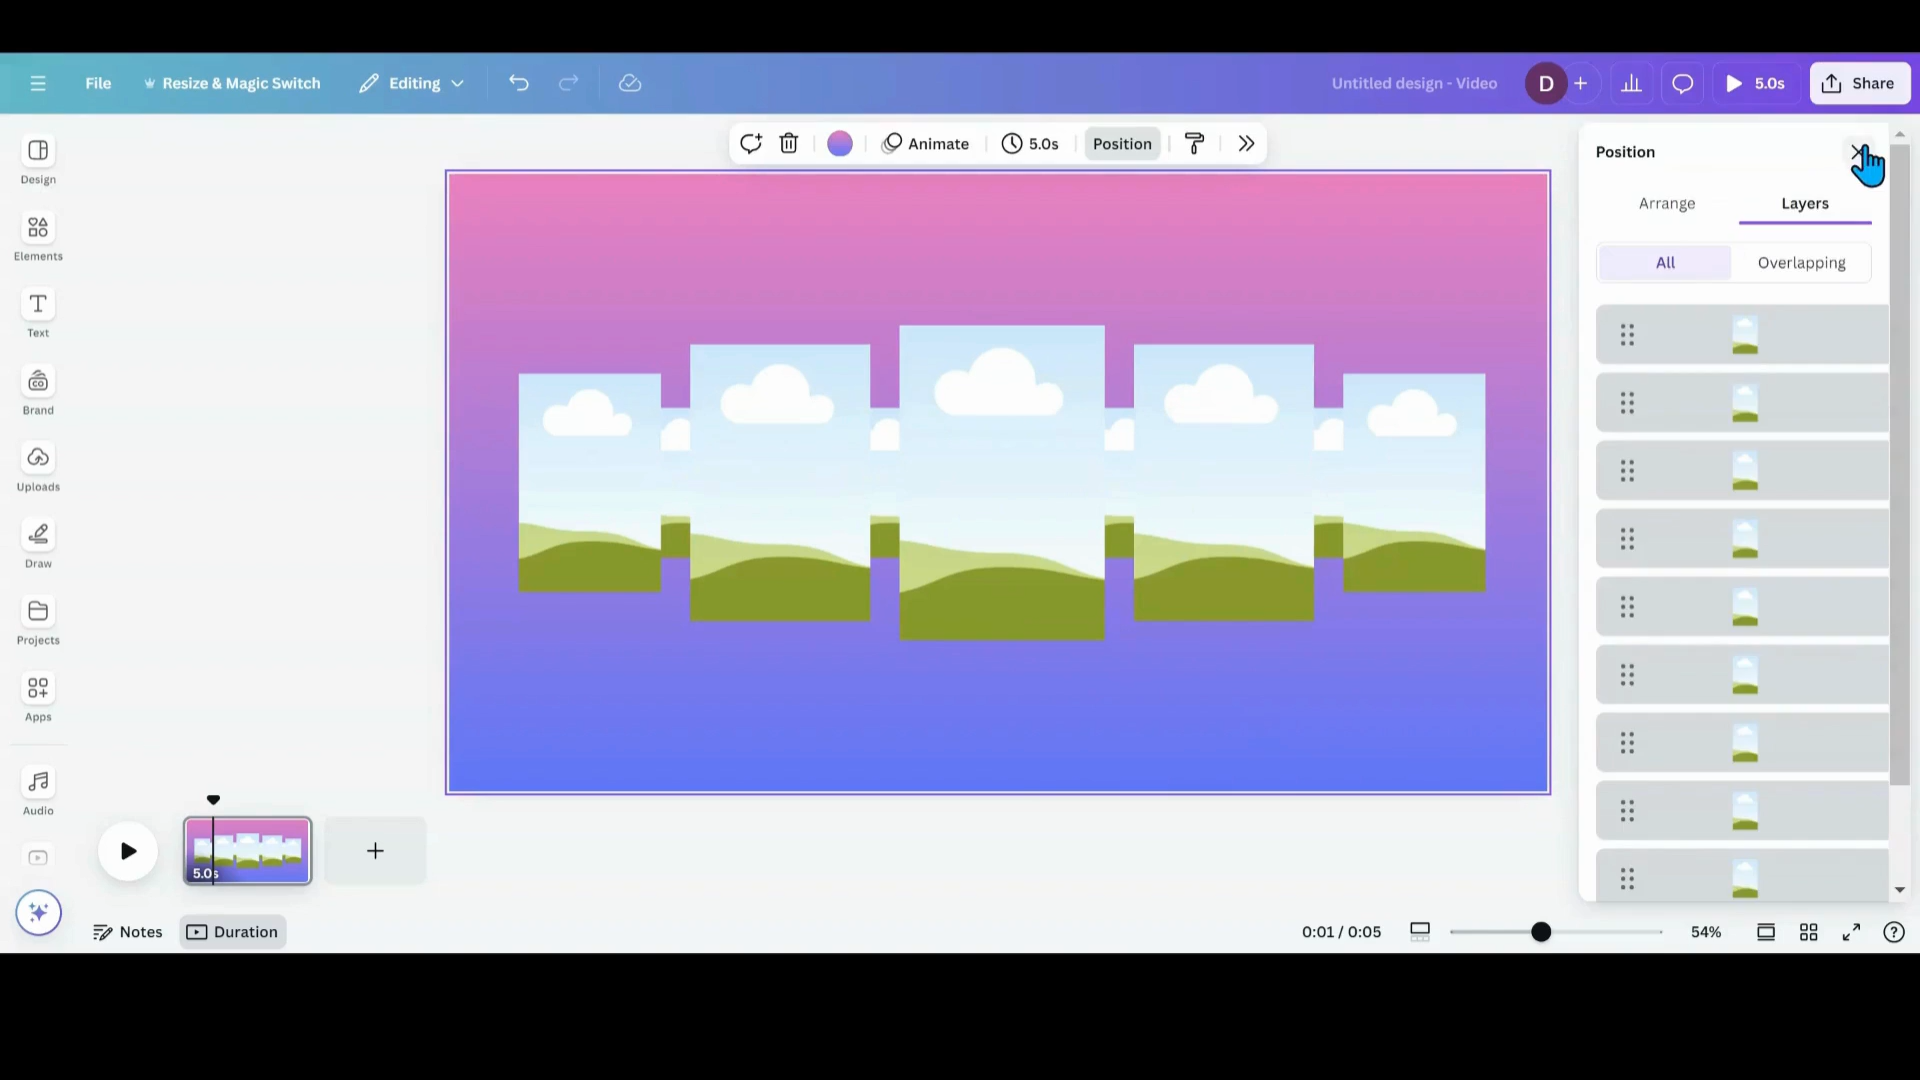 File
Resize & Magic Switch
Editing
Untitled design - Video
D
5.0s
Share
Design
Elements
Text
Brand
Uploads
Draw
Projects
Apps
Audio
Animate
5.0s
Position
Position
Arrange
Layers
All
Overlapping
5.0s
Notes
Duration
0:01 / 0:05
54%